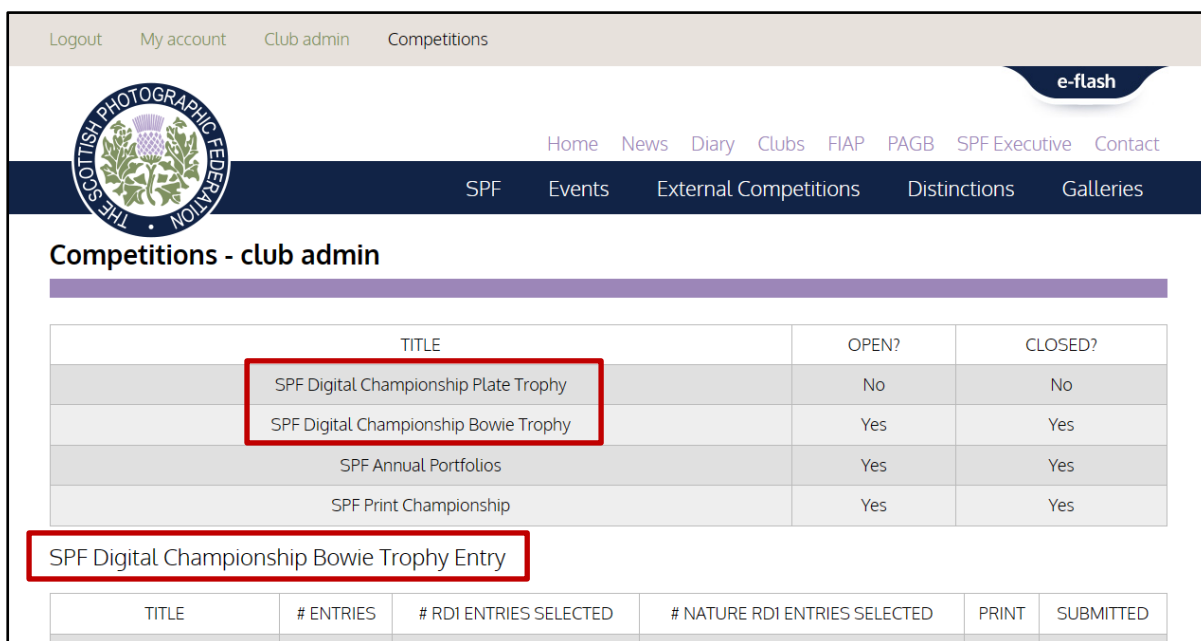 Logout My account Club admin Competitions
e-flash
THE SCOTTISH PHOTOGRAPHIC FEDERATION
Home News Diary Clubs FIAP PAGB SPF Executive Contact
SPF Events External Competitions Distinctions Galleries
Competitions - club admin
TITLE OPEN? CLOSED?
SPF Digital Championship Plate Trophy No No
SPF Digital Championship Bowie Trophy Yes Yes
SPF Annual Portfolios Yes Yes
SPF Print Championship Yes Yes
SPF Digital Championship Bowie Trophy Entry
TITLE # ENTRIES # RD1 ENTRIES SELECTED # NATURE RD1 ENTRIES SELECTED PRINT SUBMITTED